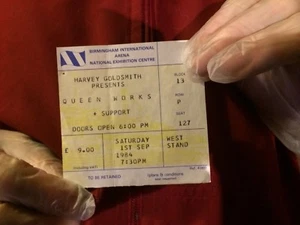 BIRMINGHAM INTERNATIONAL
ARENA
NATIONAL EXHIBITION CENTRE
HARVEY GOLDSMITH
PRESENTS
BLOCK
13
QUEEN WORKS
ROW
P
+ SUPPORT
DOORS OPEN 6:00 PM
SEAT
127
£ 9.00
SATURDAY
1ST SEP
1984
7:30PM
WEST
STAND
TO BE RETAINED